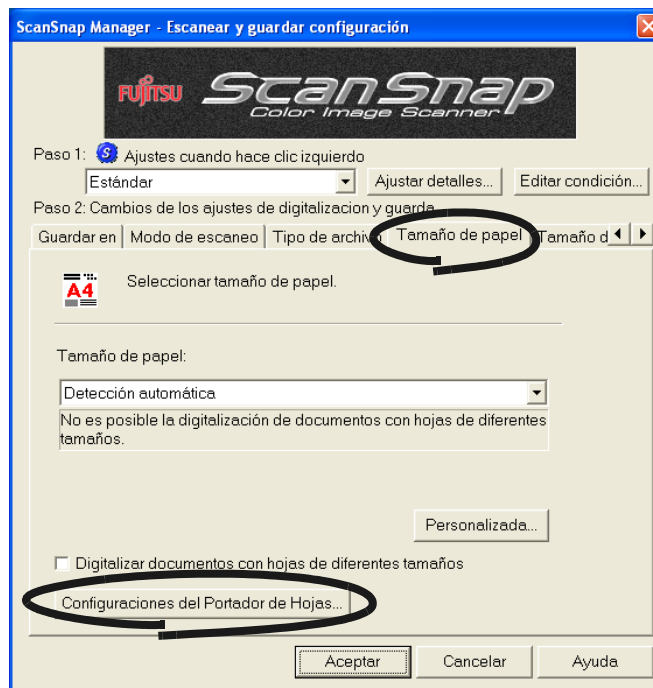 ScanSnap Manager - Escanear y guardar configuración
FUJITSU ScanSnap
Color Image Scanner
Paso 1: S Ajustes cuando hace clic izquierdo
Estándar Ajustar detalles... Editar condición...
Paso 2: Cambios de los ajustes de digitalizacion y guarda
Guardar en Modo de escaneo Tipo de archivo Tamaño de papel Tamaño d
A4 Seleccionar tamaño de papel.
Tamaño de papel:
Detección automática
No es posible la digitalización de documentos con hojas de diferentes
tamaños.
Personalizada...
Digitalizar documentos con hojas de diferentes tamaños
Configuraciones del Portador de Hojas...
Aceptar Cancelar Ayuda